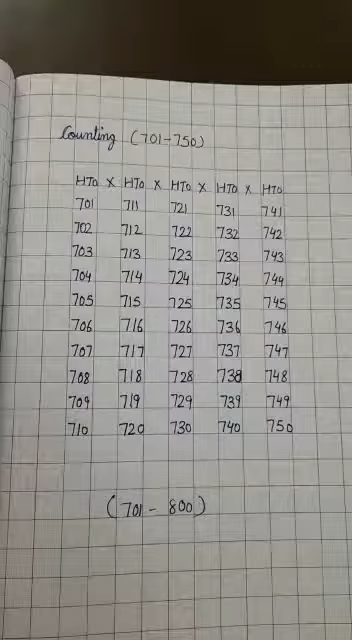 Counting (701-750)
HTO X HTO X HTO X HTO X HTO
701 711 721 731 741
702 712 722 732 742
703 713 723 733 743
704 714 724 734 744
705 715 725 735 745
706 716 726 736 746
707 717 727 737 747
708 718 728 738 748
709 719 729 739 749
710 720 730 740 750
(701 - 800)